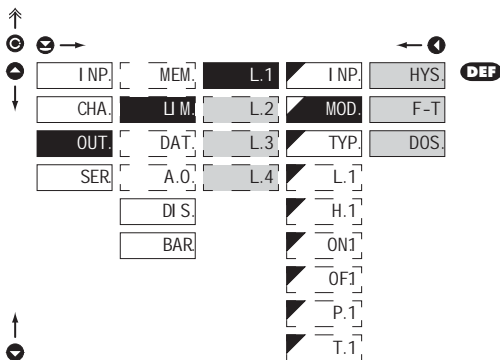 INP. MEM. L.1 INP. HYS. DEF
CHA. LIM. L.2 MOD. F-T
OUT. DAT. L.3 TYP. DOS.
SER. A.O. L.4 L.1
DIS. H.1
BAR. ON1
OF1
P.1
T.1